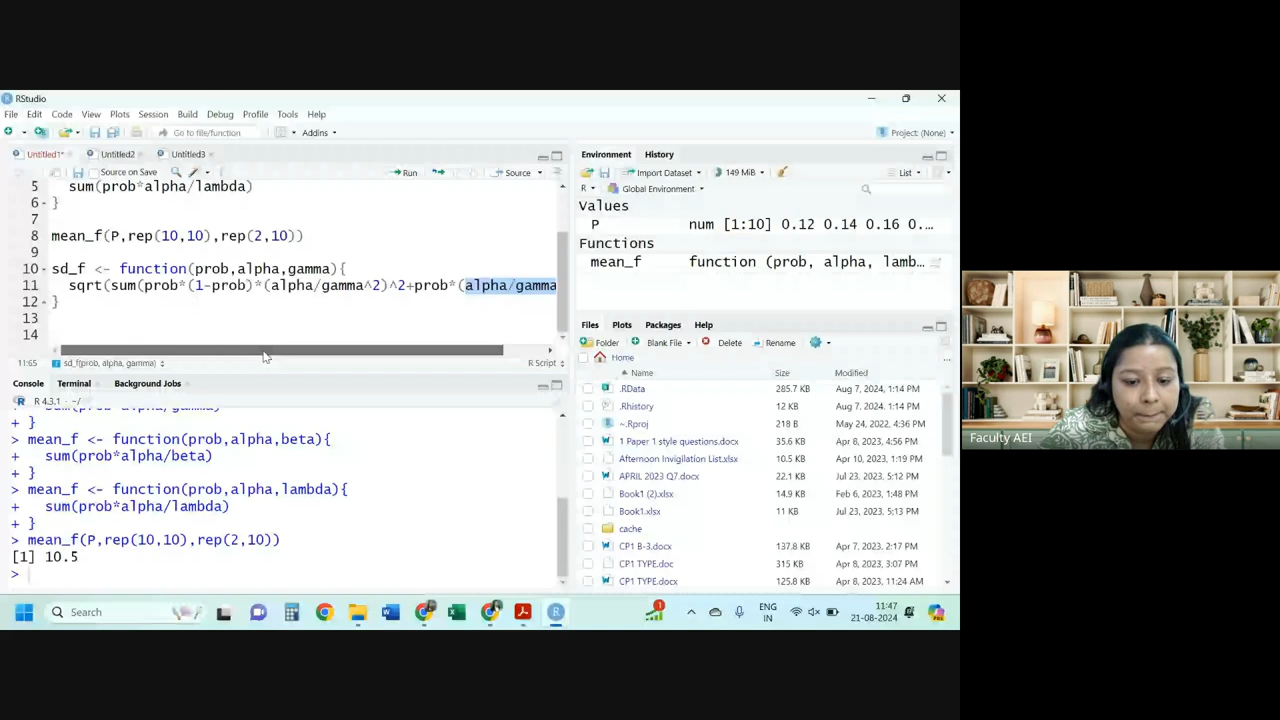 RStudio
File Edit Code View Plots Session Build Debug Profile Tools Help
Go to file/function Addins Project: (None)
Untitled1* Untitled2 Untitled3
Source on Save Run Source
5 sum(prob*alpha/lambda)
6 }
7
8 mean_f(P,rep(10,10),rep(2,10))
9
10 sd_f <- function(prob,alpha,gamma){
11 sqrt(sum(prob*(1-prob)*(alpha/gamma^2)^2+prob*(alpha/gamma
12 }
13
14
11:65 sd_f(prob, alpha, gamma) R Script
Console Terminal Background Jobs
R 4.3.1 · ~/
+ }
> mean_f <- function(prob,alpha,beta){
+ sum(prob*alpha/beta)
+ }
> mean_f <- function(prob,alpha,lambda){
+ sum(prob*alpha/lambda)
+ }
> mean_f(P,rep(10,10),rep(2,10))
[1] 10.5
>
Environment History
Import Dataset 149 MiB List
R Global Environment
Values
P num [1:10] 0.12 0.14 0.16 0.…
Functions
mean_f function (prob, alpha, lamb…
Files Plots Packages Help
Folder Blank File Delete Rename
Home
Name Size Modified
.RData 285.7 KB Aug 7, 2024, 1:14 PM
.Rhistory 12 KB Aug 7, 2024, 1:14 PM
~.Rproj 218 B May 24, 2022, 4:36 PM
1 Paper 1 style questions.docx 35.6 KB Apr 8, 2023, 4:56 PM
Afternoon Invigilation List.xlsx 10.5 KB Apr 10, 2023, 1:19 PM
APRIL 2023 Q7.docx 22.1 KB Jul 23, 2023, 5:12 PM
Book1 (2).xlsx 14.9 KB Feb 6, 2023, 1:48 PM
Book1.xlsx 11 KB Jul 23, 2023, 5:13 PM
cache
CP1 B-3.docx 137.8 KB Apr 7, 2023, 2:17 PM
CP1 TYPE.doc 315 KB Apr 8, 2023, 3:07 PM
CP1 TYPE.docx 125.8 KB Apr 8, 2023, 11:24 AM
Faculty AEI
Search
ENG
IN
11:47
21-08-2024